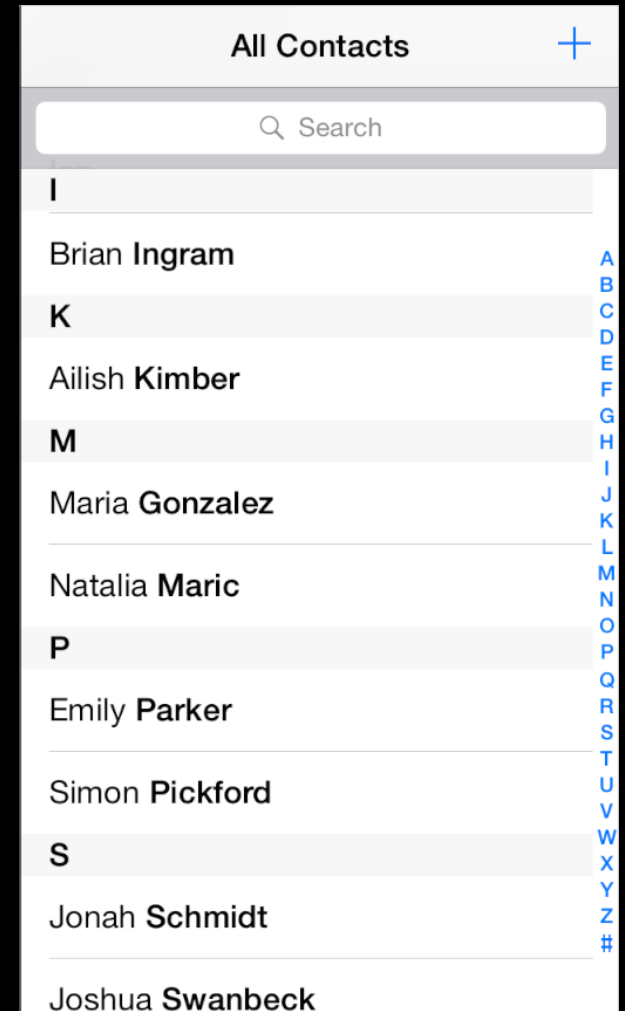 All Contacts +
Search
I
Brian Ingram
K
Ailish Kimber
M
Maria Gonzalez
Natalia Maric
P
Emily Parker
Simon Pickford
S
Jonah Schmidt
Joshua Swanbeck
A
B
C
D
E
F
G
H
I
J
K
L
M
N
O
P
Q
R
S
T
U
V
W
X
Y
Z
#